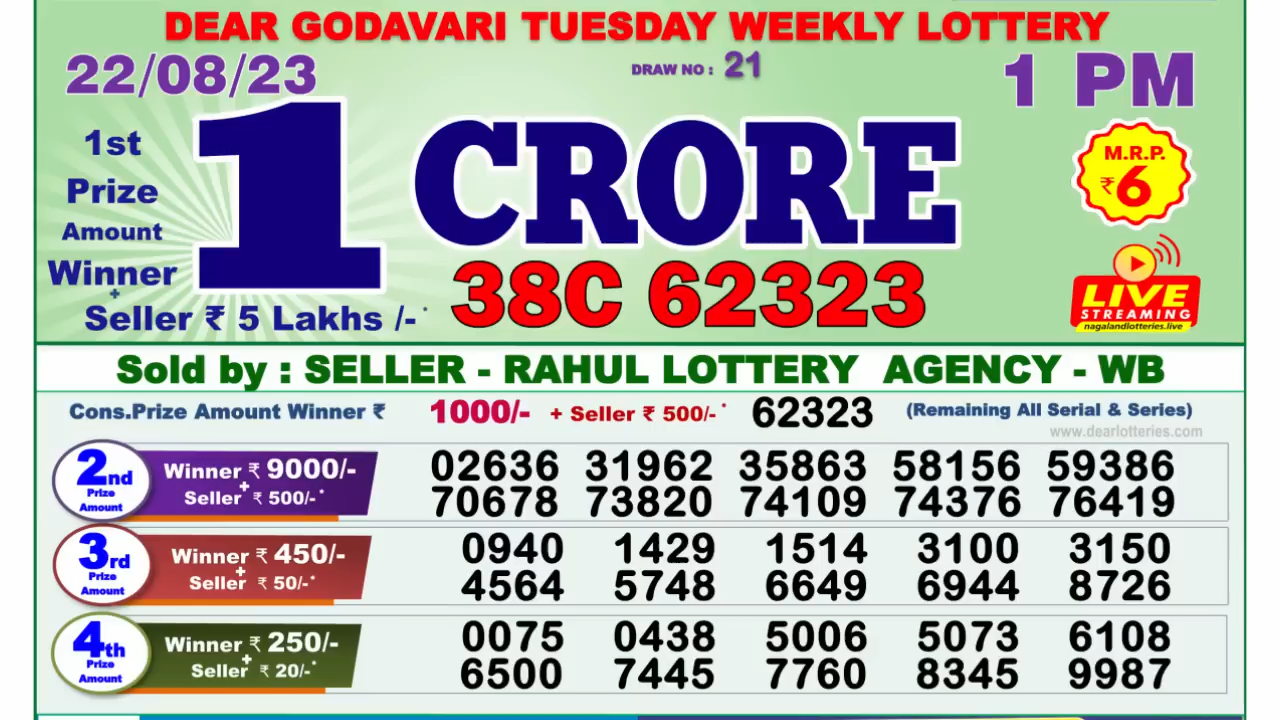 DEAR GODAVARI TUESDAY WEEKLY LOTTERY
22/08/23
DRAW NO : 21
1 PM
1st
Prize
Amount
Winner
+
Seller ₹ 5 Lakhs /-*
1 CRORE
38C 62323
M.R.P.
₹6
LIVE
STREAMING
nagalandlotteries.live
Sold by : SELLER - RAHUL LOTTERY AGENCY - WB
Cons.Prize Amount Winner ₹ 1000/- + Seller ₹ 500/-* 62323 (Remaining All Serial & Series)
www.dearlotteries.com
2nd
Prize
Amount
Winner ₹ 9000/-
+
Seller ₹ 500/-*
02636 31962 35863 58156 59386
70678 73820 74109 74376 76419
3rd
Prize
Amount
Winner ₹ 450/-
+
Seller ₹ 50/-*
0940 1429 1514 3100 3150
4564 5748 6649 6944 8726
4th
Prize
Amount
Winner ₹ 250/-
+
Seller ₹ 20/-*
0075 0438 5006 5073 6108
6500 7445 7760 8345 9987